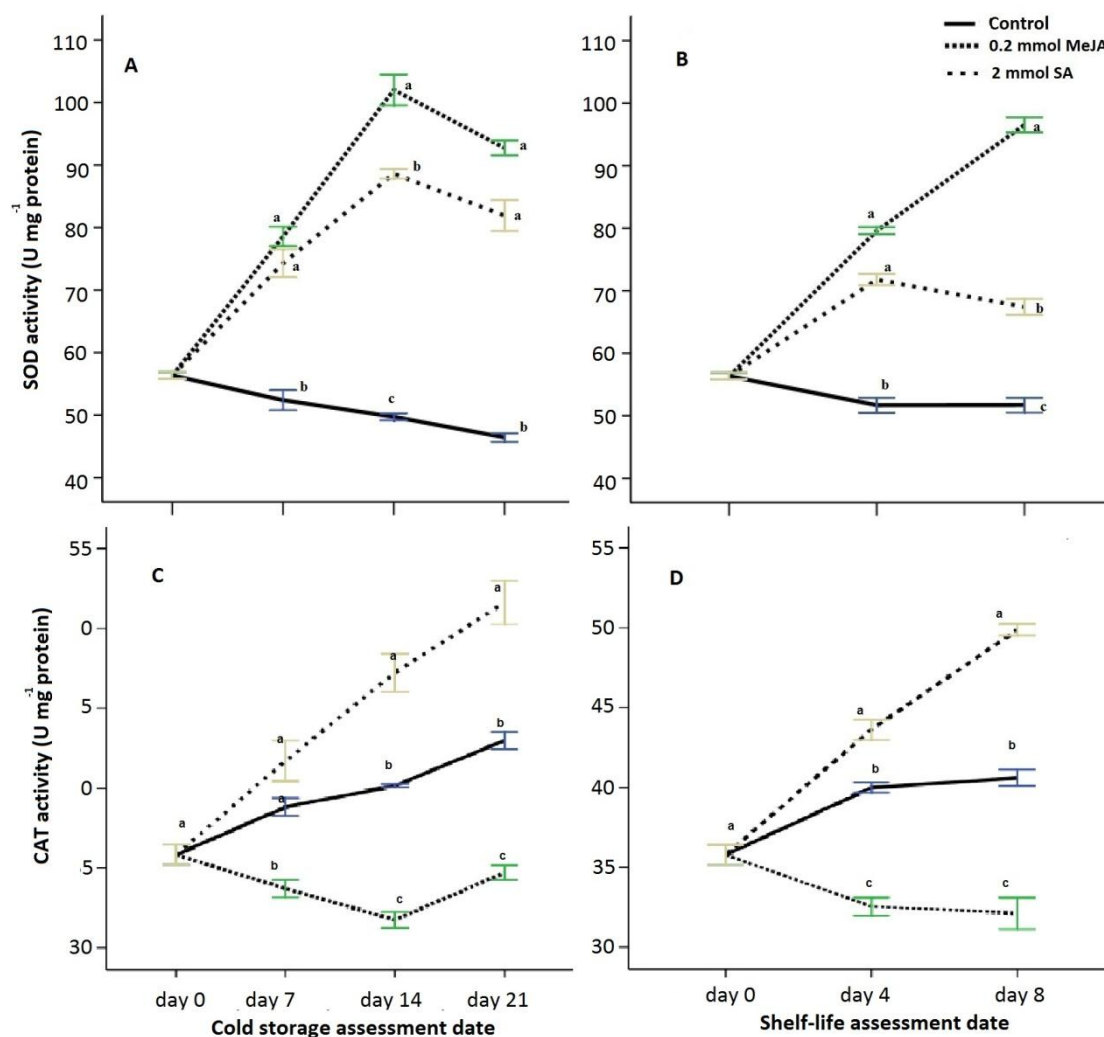 Control
0.2 mmol MeJA
2 mmol SA
A
SOD activity (U mg⁻¹ protein)
110
100
90
80
70
60
50
40
a
a
b
a
b
c
a
a
b
B
110
100
90
80
70
60
50
40
a
a
b
a
b
c
C
CAT activity (U mg⁻¹ protein)
55
0
5
0
5
30
a
a
a
b
a
b
c
a
b
c
day 0 day 7 day 14 day 21
Cold storage assessment date
D
55
50
45
40
35
30
a
a
b
c
a
b
c
day 0 day 4 day 8
Shelf-life assessment date